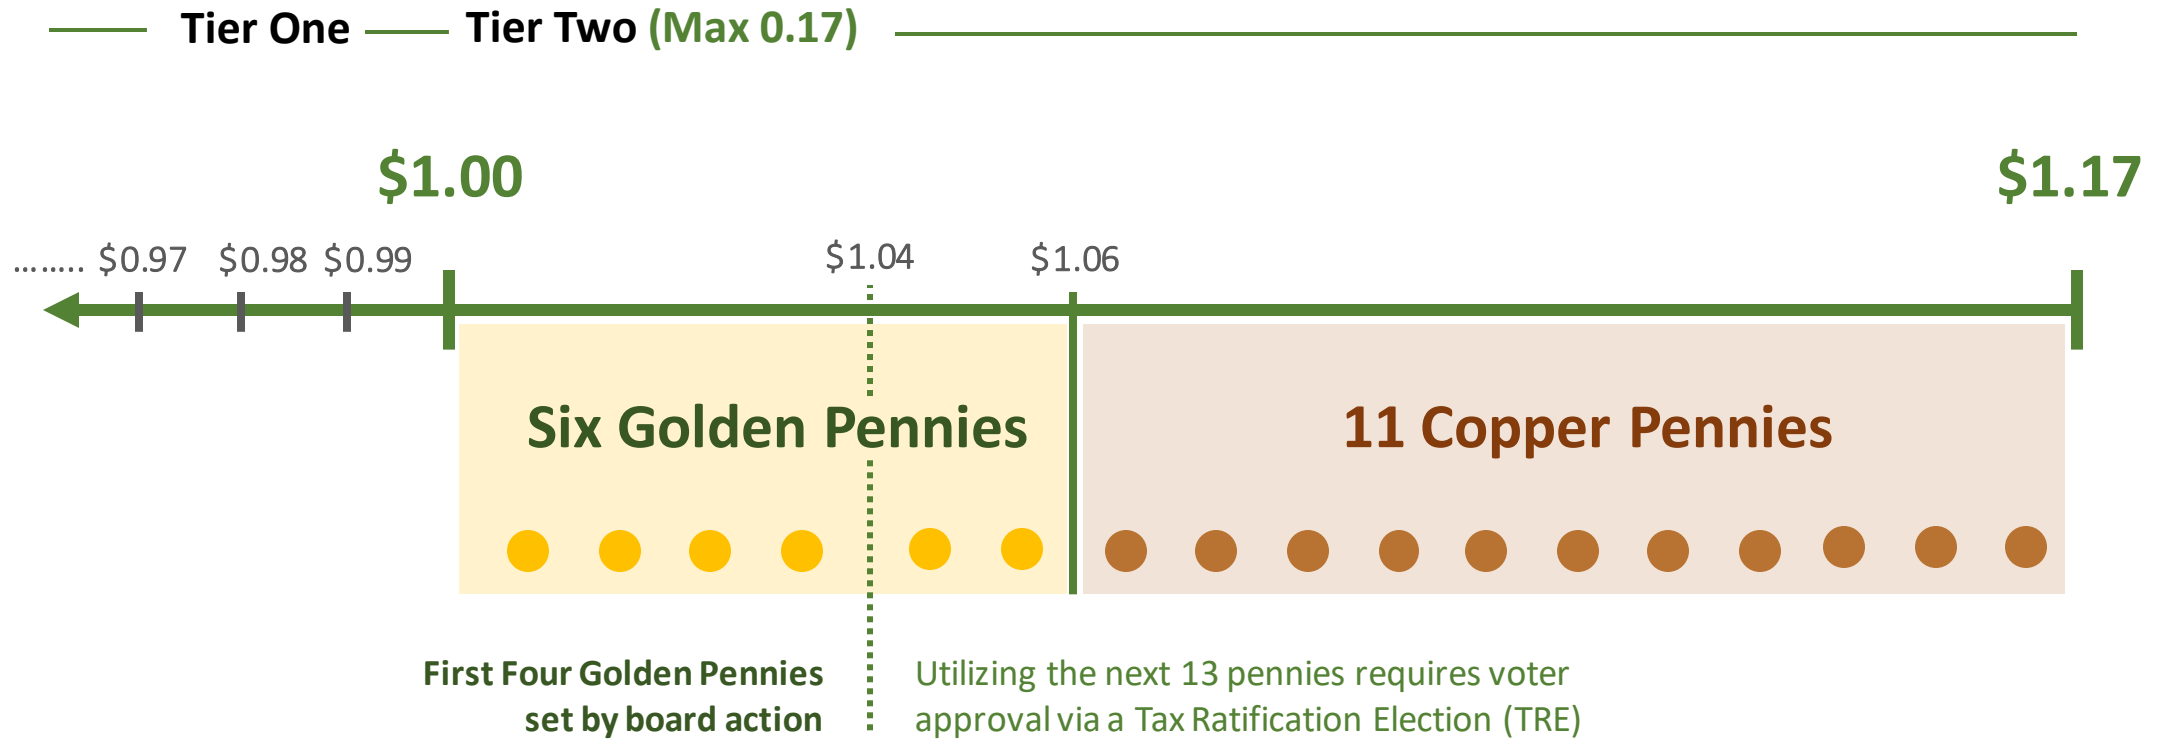 Tier One
Tier Two (Max 0.17)
$1.00
$1.17
........ $0.97 $0.98 $0.99 $1.04 $1.06
Six Golden Pennies
11 Copper Pennies
First Four Golden Pennies
set by board action
Utilizing the next 13 pennies requires voter
approval via a Tax Ratification Election (TRE)